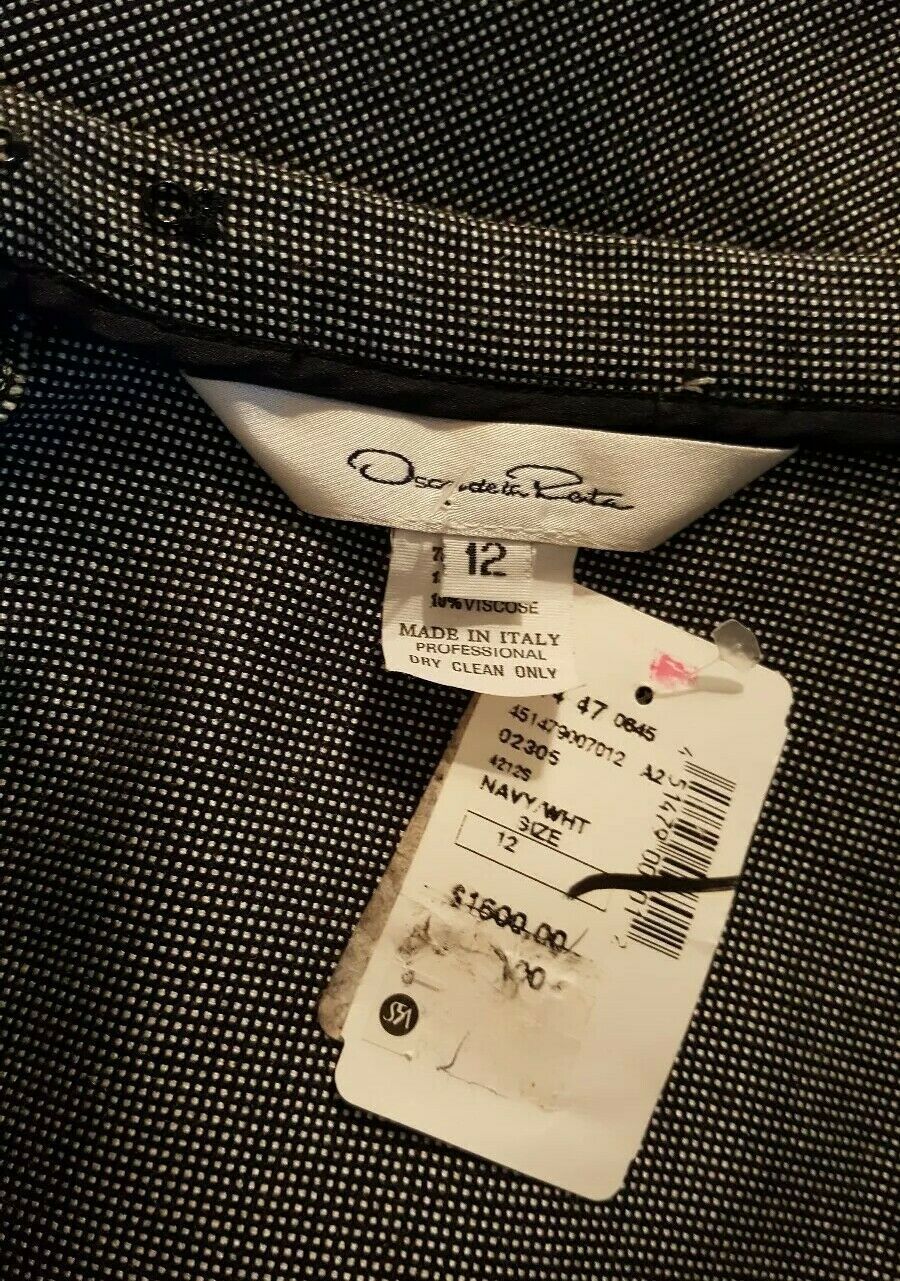 Oscar de la Renta
12
10% VISCOSE
MADE IN ITALY
PROFESSIONAL
DRY CLEAN ONLY
47 0845
451479007012 A2
02305
42125
NAVY/WHT
SIZE
12
$1600.00